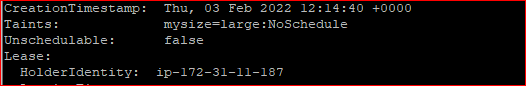 CreationTimestamp:  Thu, 03 Feb 2022 12:14:40 +0000
Taints:             mysize=large:NoSchedule
Unschedulable:      false
Lease:
  HolderIdentity:  ip-172-31-11-187